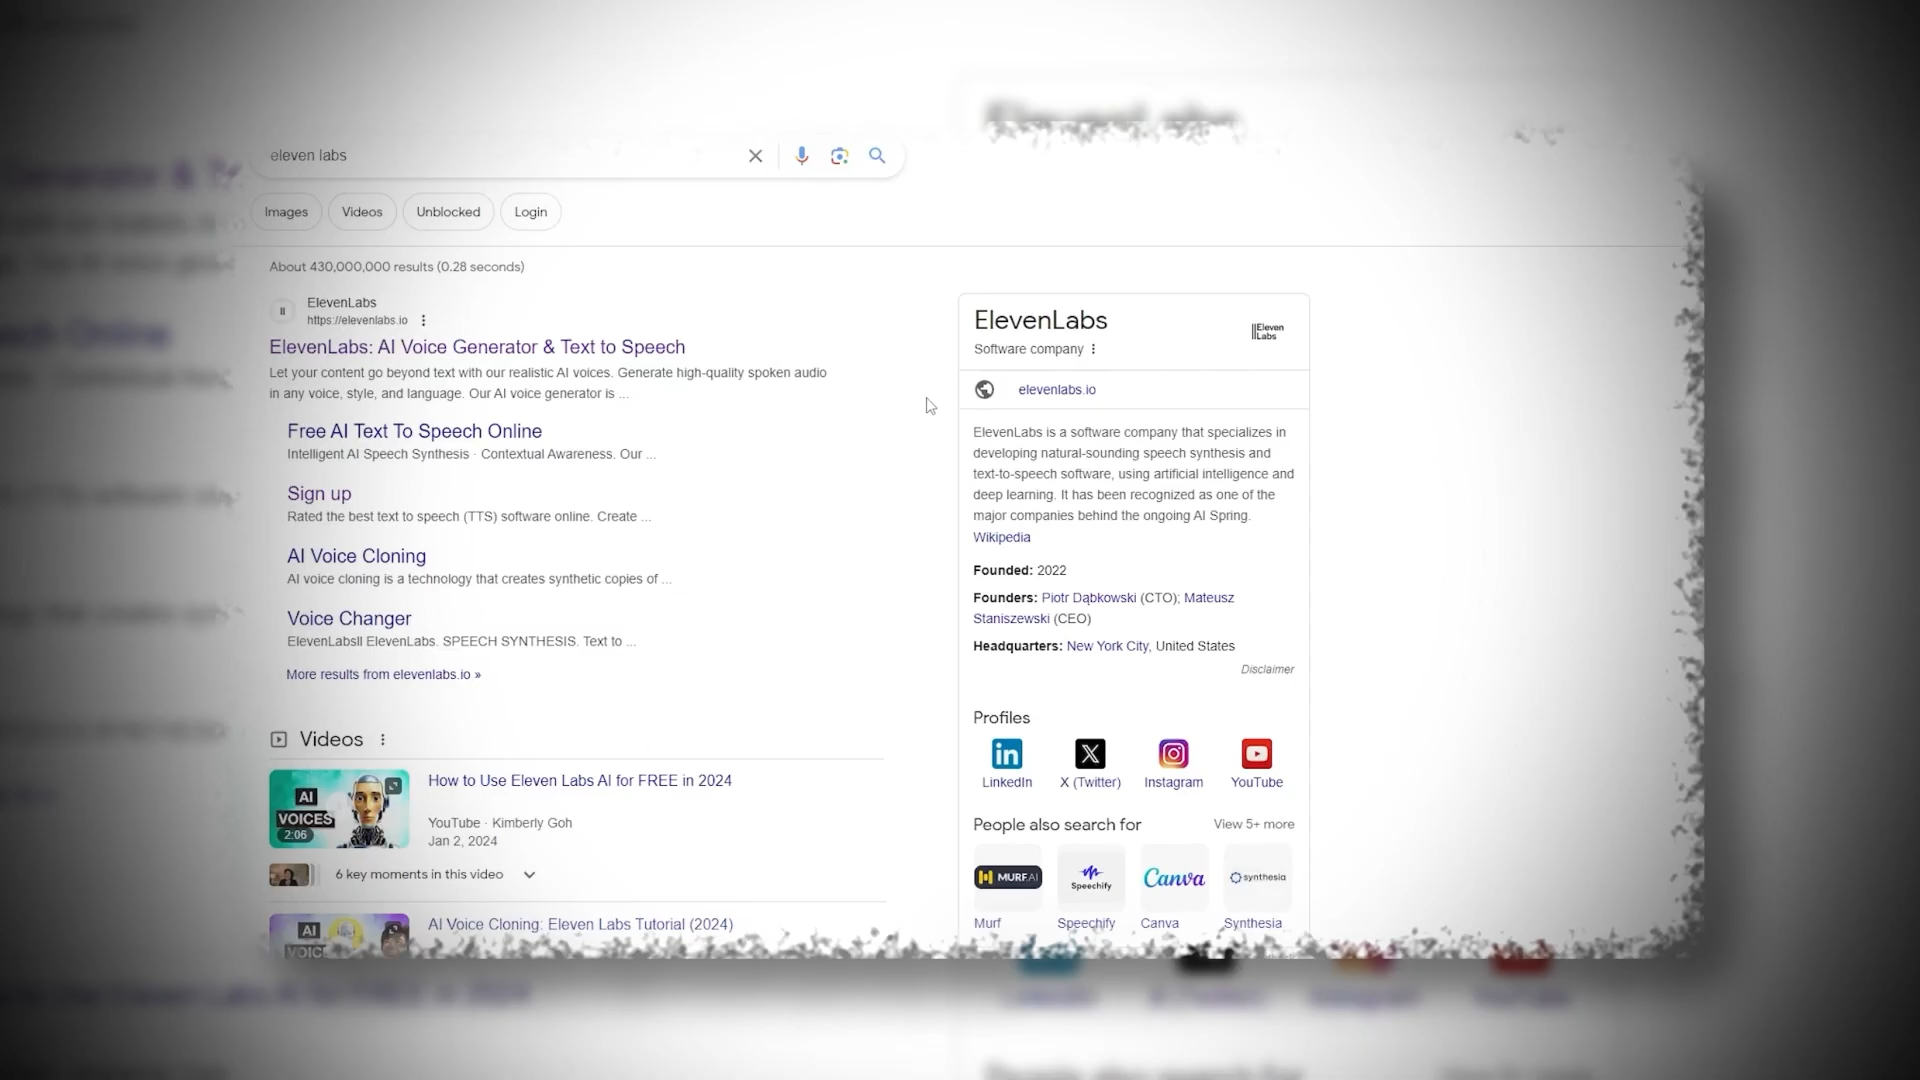 eleven labs
Images
Videos
Unblocked
Login
About 430,000,000 results (0.28 seconds)
ElevenLabs
https://elevenlabs.io
ElevenLabs: AI Voice Generator & Text to Speech
Let your content go beyond text with our realistic AI voices. Generate high-quality spoken audio
in any voice, style, and language. Our AI voice generator is ...
Free AI Text To Speech Online
Intelligent AI Speech Synthesis · Contextual Awareness. Our ...
Sign up
Rated the best text to speech (TTS) software online. Create ...
AI Voice Cloning
AI voice cloning is a technology that creates synthetic copies of ...
Voice Changer
ElevenLabsII ElevenLabs. SPEECH SYNTHESIS. Text to ...
More results from elevenlabs.io »
Videos
AI
VOICES
2:06
How to Use Eleven Labs AI for FREE in 2024
YouTube · Kimberly Goh
Jan 2, 2024
6 key moments in this video
AI
AI Voice Cloning: Eleven Labs Tutorial (2024)
ElevenLabs
Software company
||Eleven
Labs
elevenlabs.io
ElevenLabs is a software company that specializes in
developing natural-sounding speech synthesis and
text-to-speech software, using artificial intelligence and
deep learning. It has been recognized as one of the
major companies behind the ongoing AI Spring.
Wikipedia
Founded: 2022
Founders: Piotr Dąbkowski (CTO); Mateusz
Staniszewski (CEO)
Headquarters: New York City, United States
Disclaimer
Profiles
LinkedIn
X (Twitter)
Instagram
YouTube
People also search for
View 5+ more
MURF.AI
Speechify
Canva
synthesia
Murf
Speechify
Canva
Synthesia